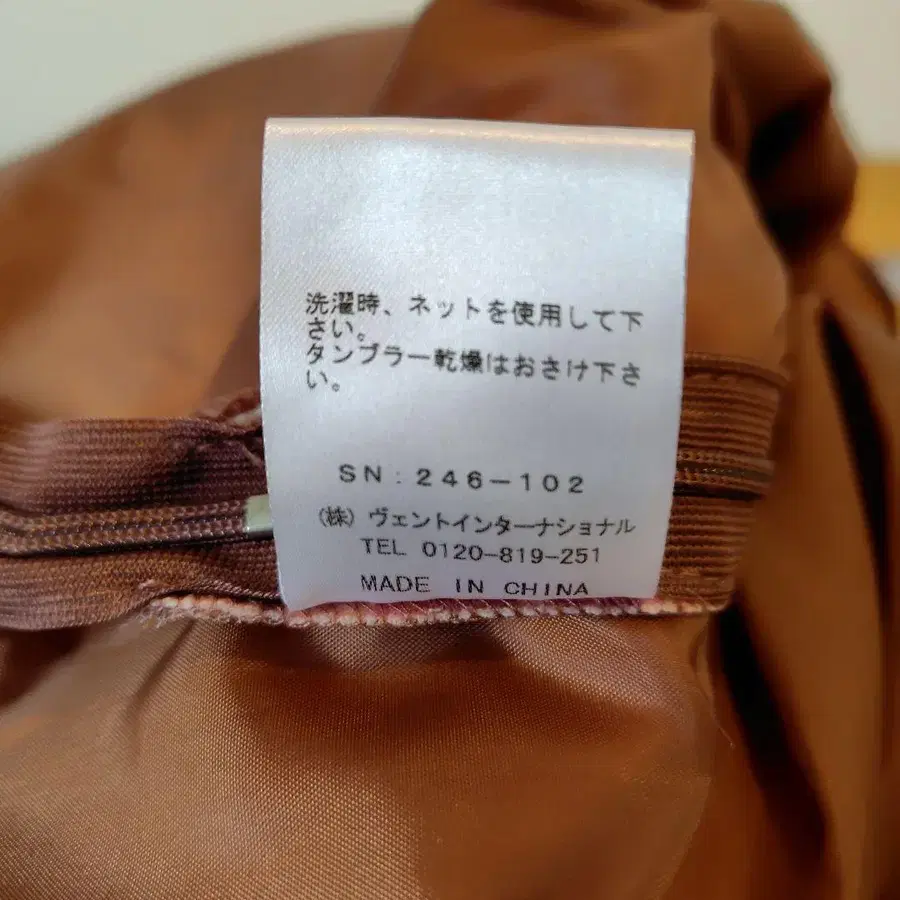 洗濯時、ネットを使用して下
さい。
タンブラー乾燥はおさけ下さ
い。
SN:246-102
(株)ヴェントインターナショナル
TEL 0120-819-251
MADE IN CHINA